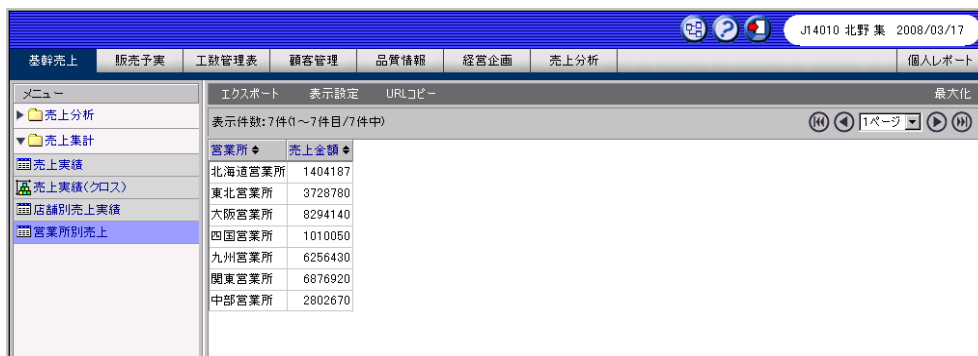 J14010 北野 集 2008/03/17
基幹売上 販売予実 工数管理表 顧客管理 品質情報 経営企画 売上分析 個人レポート
メニュー
エクスポート 表示設定 URLコピー 最大化
売上分析
表示件数:7件(1～7件目/7件中) 1ページ
売上集計
営業所 売上金額
売上実績
北海道営業所 1404187
売上実績(クロス)
東北営業所 3728780
店舗別売上実績
大阪営業所 8294140
営業所別売上
四国営業所 1010050
九州営業所 6256430
関東営業所 6876920
中部営業所 2802670